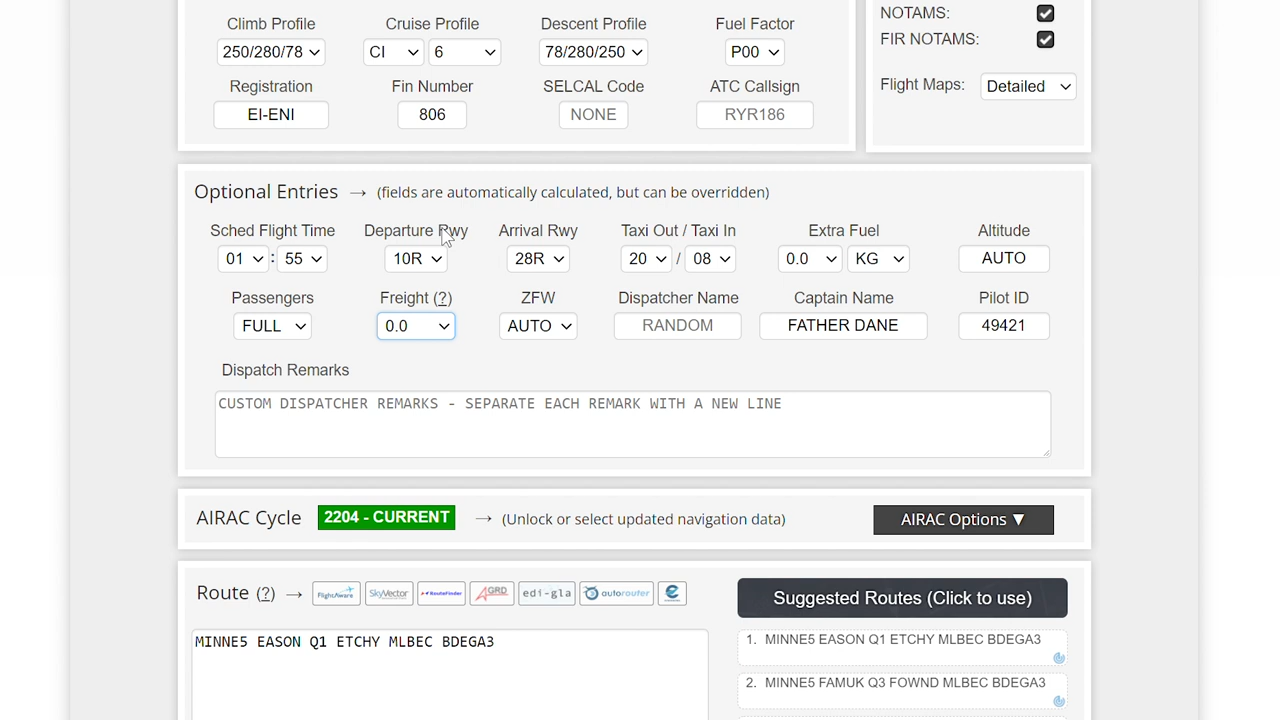 Climb Profile Cruise Profile Descent Profile Fuel Factor
250/280/78 CI 6 78/280/250 P00
Registration Fin Number SELCAL Code ATC Callsign
EI-ENI 806 NONE RYR186
NOTAMS:
FIR NOTAMS:
Flight Maps: Detailed
Optional Entries → (fields are automatically calculated, but can be overridden)
Sched Flight Time Departure Rwy Arrival Rwy Taxi Out / Taxi In Extra Fuel Altitude
01 : 55 10R 28R 20 / 08 0.0 KG AUTO
Passengers Freight (?) ZFW Dispatcher Name Captain Name Pilot ID
FULL 0.0 AUTO RANDOM FATHER DANE 49421
Dispatch Remarks
CUSTOM DISPATCHER REMARKS - SEPARATE EACH REMARK WITH A NEW LINE
AIRAC Cycle 2204 - CURRENT → (Unlock or select updated navigation data) AIRAC Options ▼
Route (?) → FlightAware SkyVector RouteFinder AGRD edi-gla autorouter
MINNE5 EASON Q1 ETCHY MLBEC BDEGA3
Suggested Routes (Click to use)
1. MINNE5 EASON Q1 ETCHY MLBEC BDEGA3
2. MINNE5 FAMUK Q3 FOWND MLBEC BDEGA3